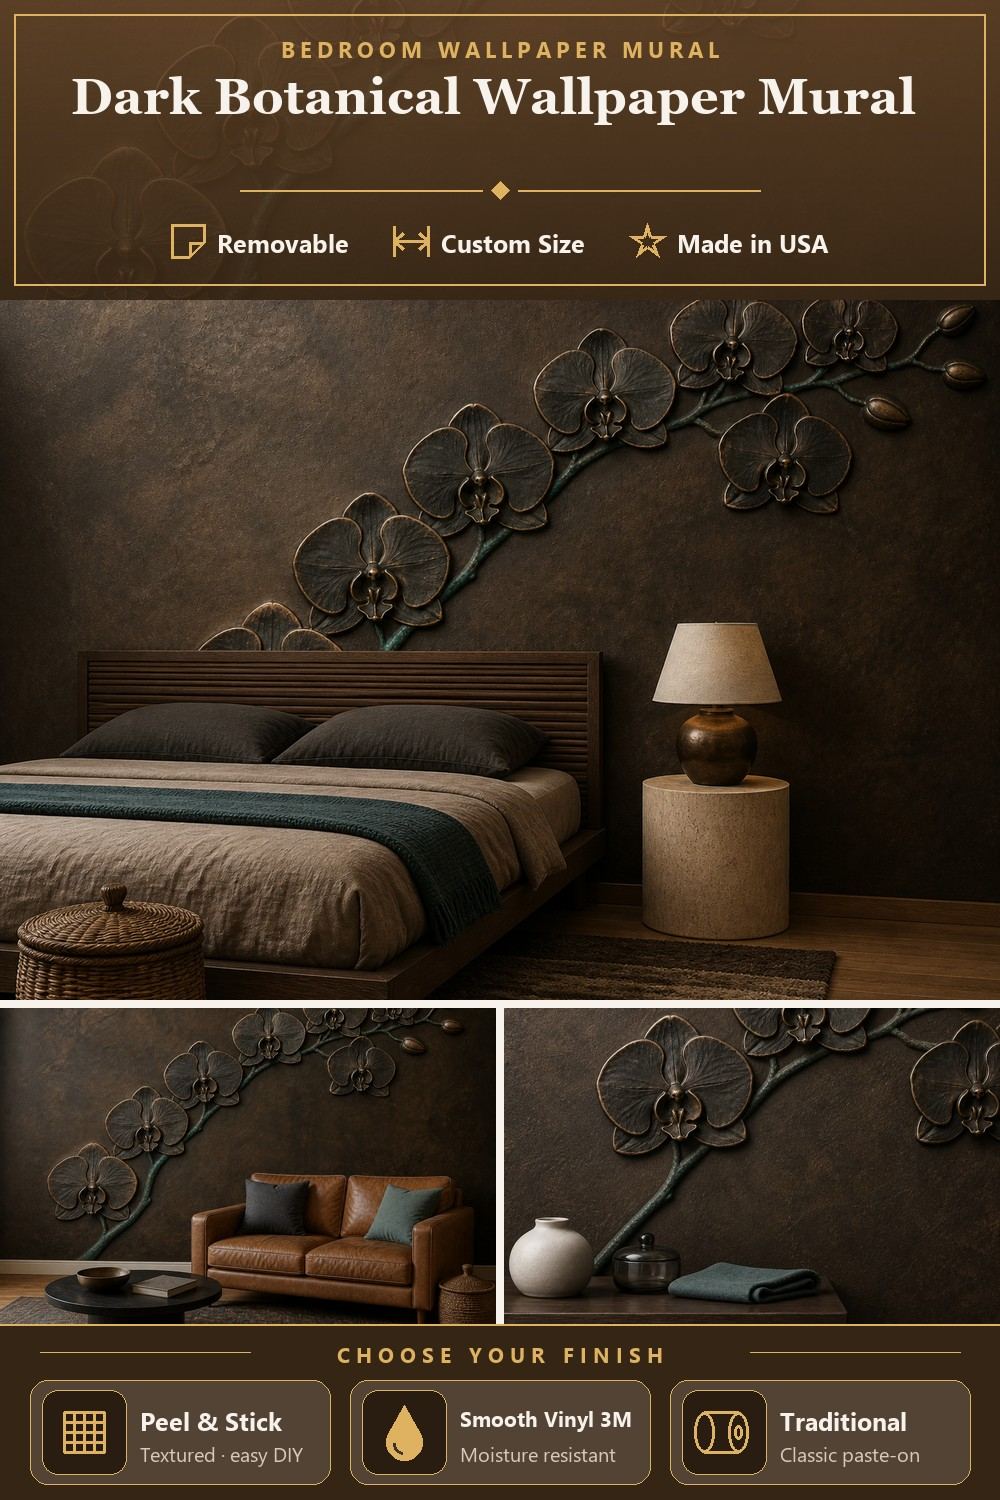 BEDROOM WALLPAPER MURAL
Dark Botanical Wallpaper Mural
Removable
Custom Size
Made in USA
CHOOSE YOUR FINISH
Peel & Stick
Textured · easy DIY
Smooth Vinyl 3M
Moisture resistant
Traditional
Classic paste-on